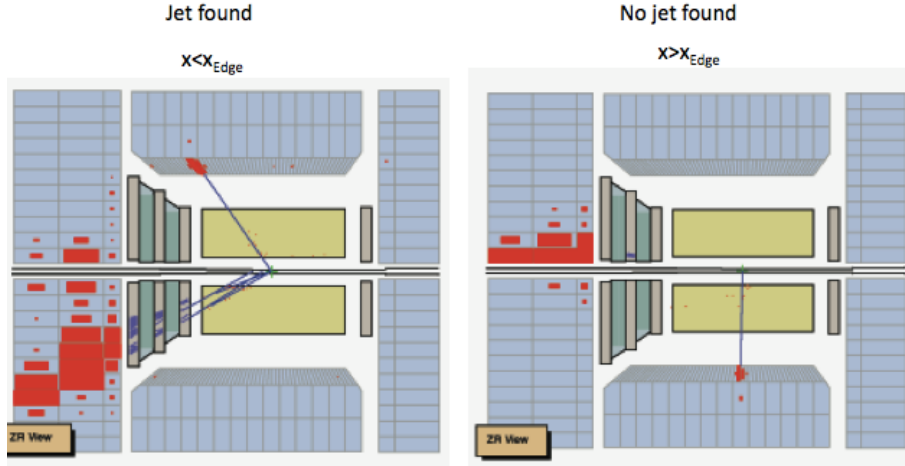 Jet found
No jet found
x<x_Edge
x>x_Edge
ZR View
ZR View